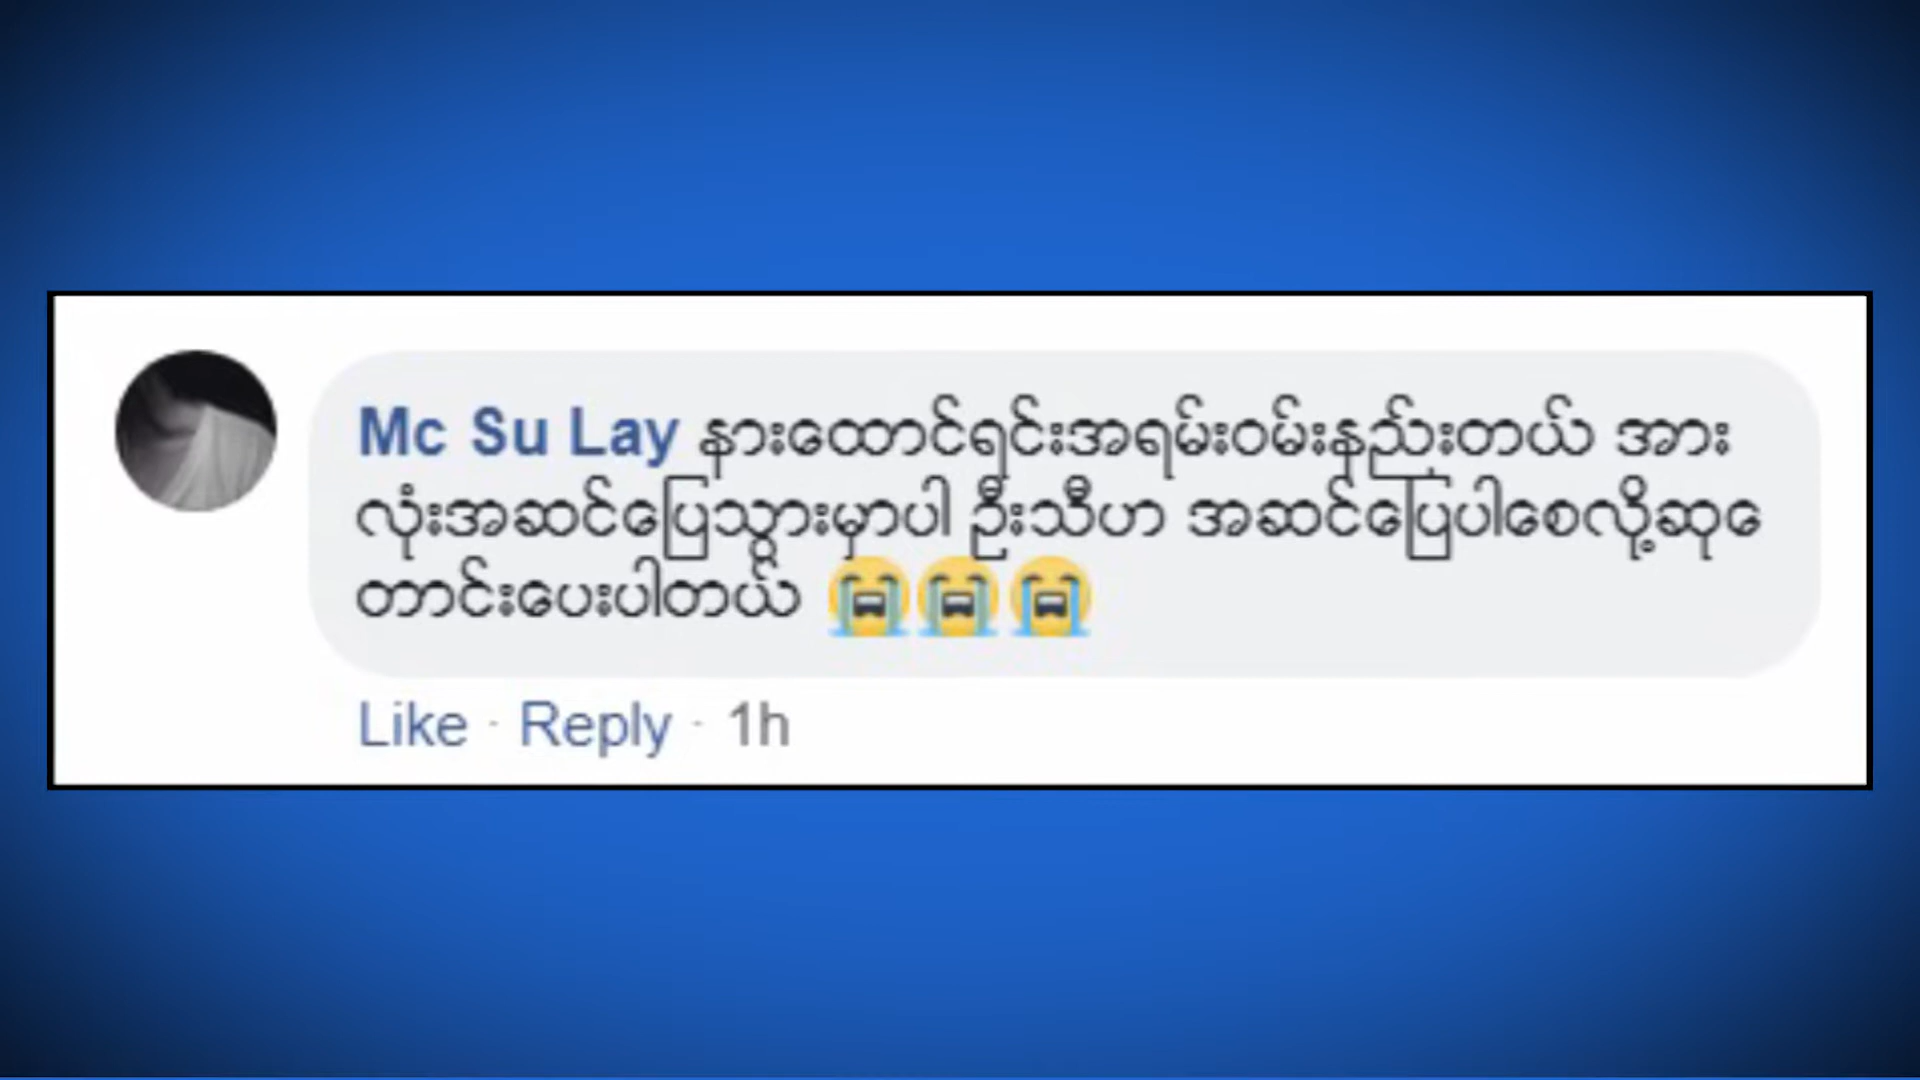 Mc Su Lay နားထောင်ရင်းအရမ်းဝမ်းနည်းတယ် အား
လုံးအဆင်ပြေသွားမှာပါ ဦးသီဟ အဆင်ပြေပါစေလို့ဆုေ
တာင်းပေးပါတယ် 😭😭😭
Like · Reply · 1h